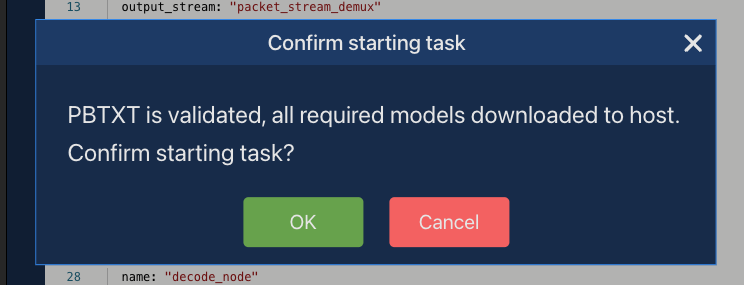 13 output_stream: "packet_stream_demux"
Confirm starting task
PBTXT is validated, all required models downloaded to host.
Confirm starting task?
OK Cancel
28 name: "decode_node"